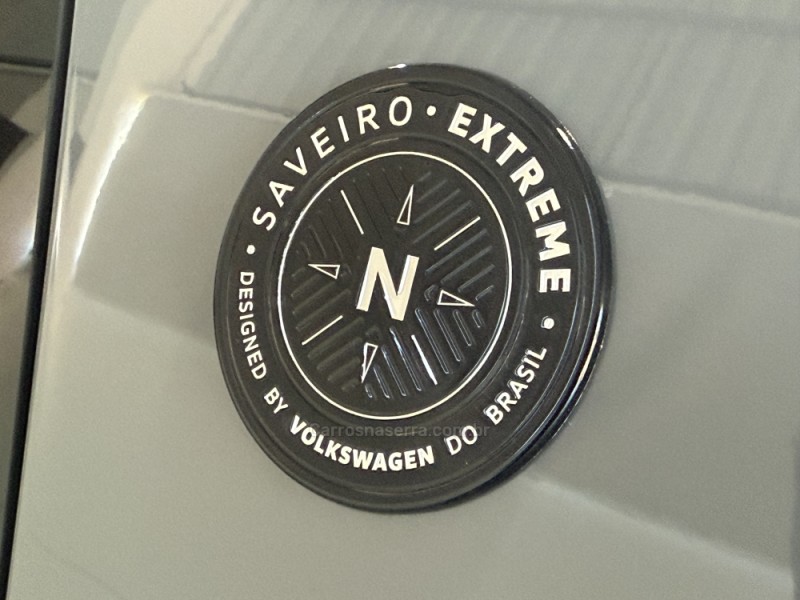 SAVEIRO • EXTREME •
N
DESIGNED BY VOLKSWAGEN DO BRASIL •
Carrosnaserra.com.br